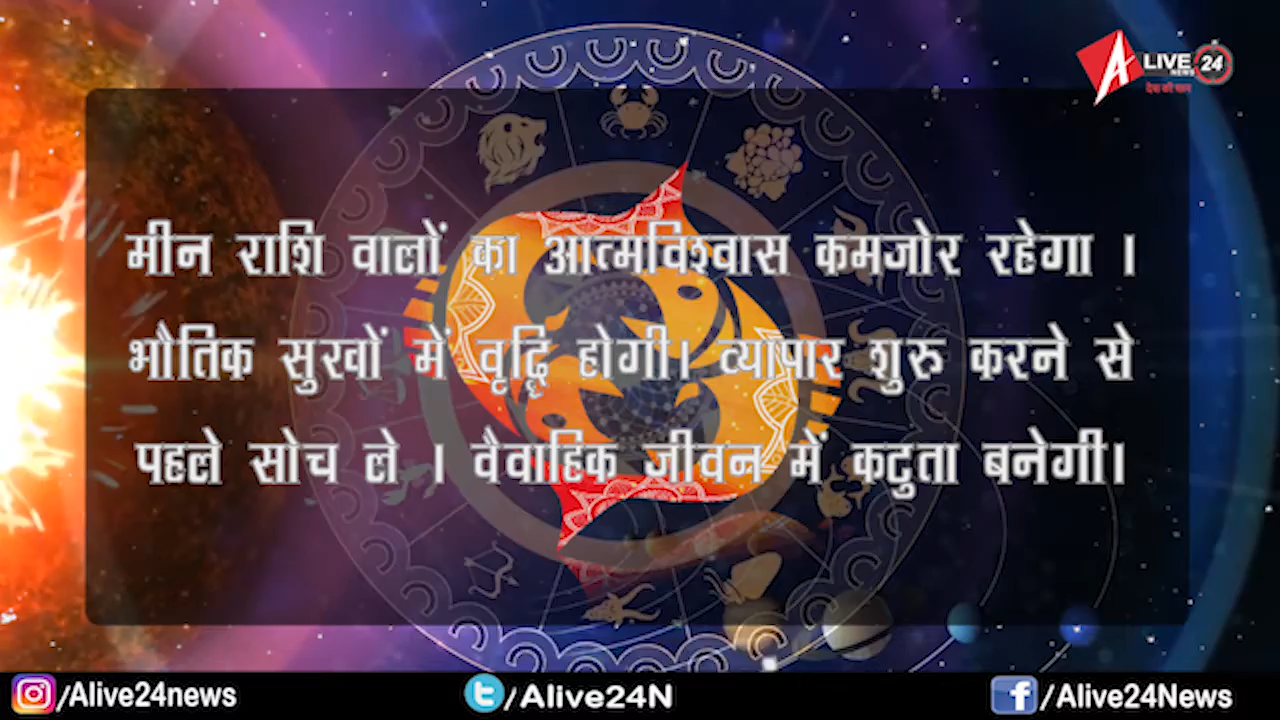 A LIVE 24
NEWS
मीन राशि वालों का आत्मविश्वास कमजोर रहेगा ।
भौतिक सुखों में वृद्धि होगी। व्यापार शुरु करने से
पहले सोच ले । वैवाहिक जीवन में कटुता बनेगी।
/Alive24news
/Alive24N
/Alive24News